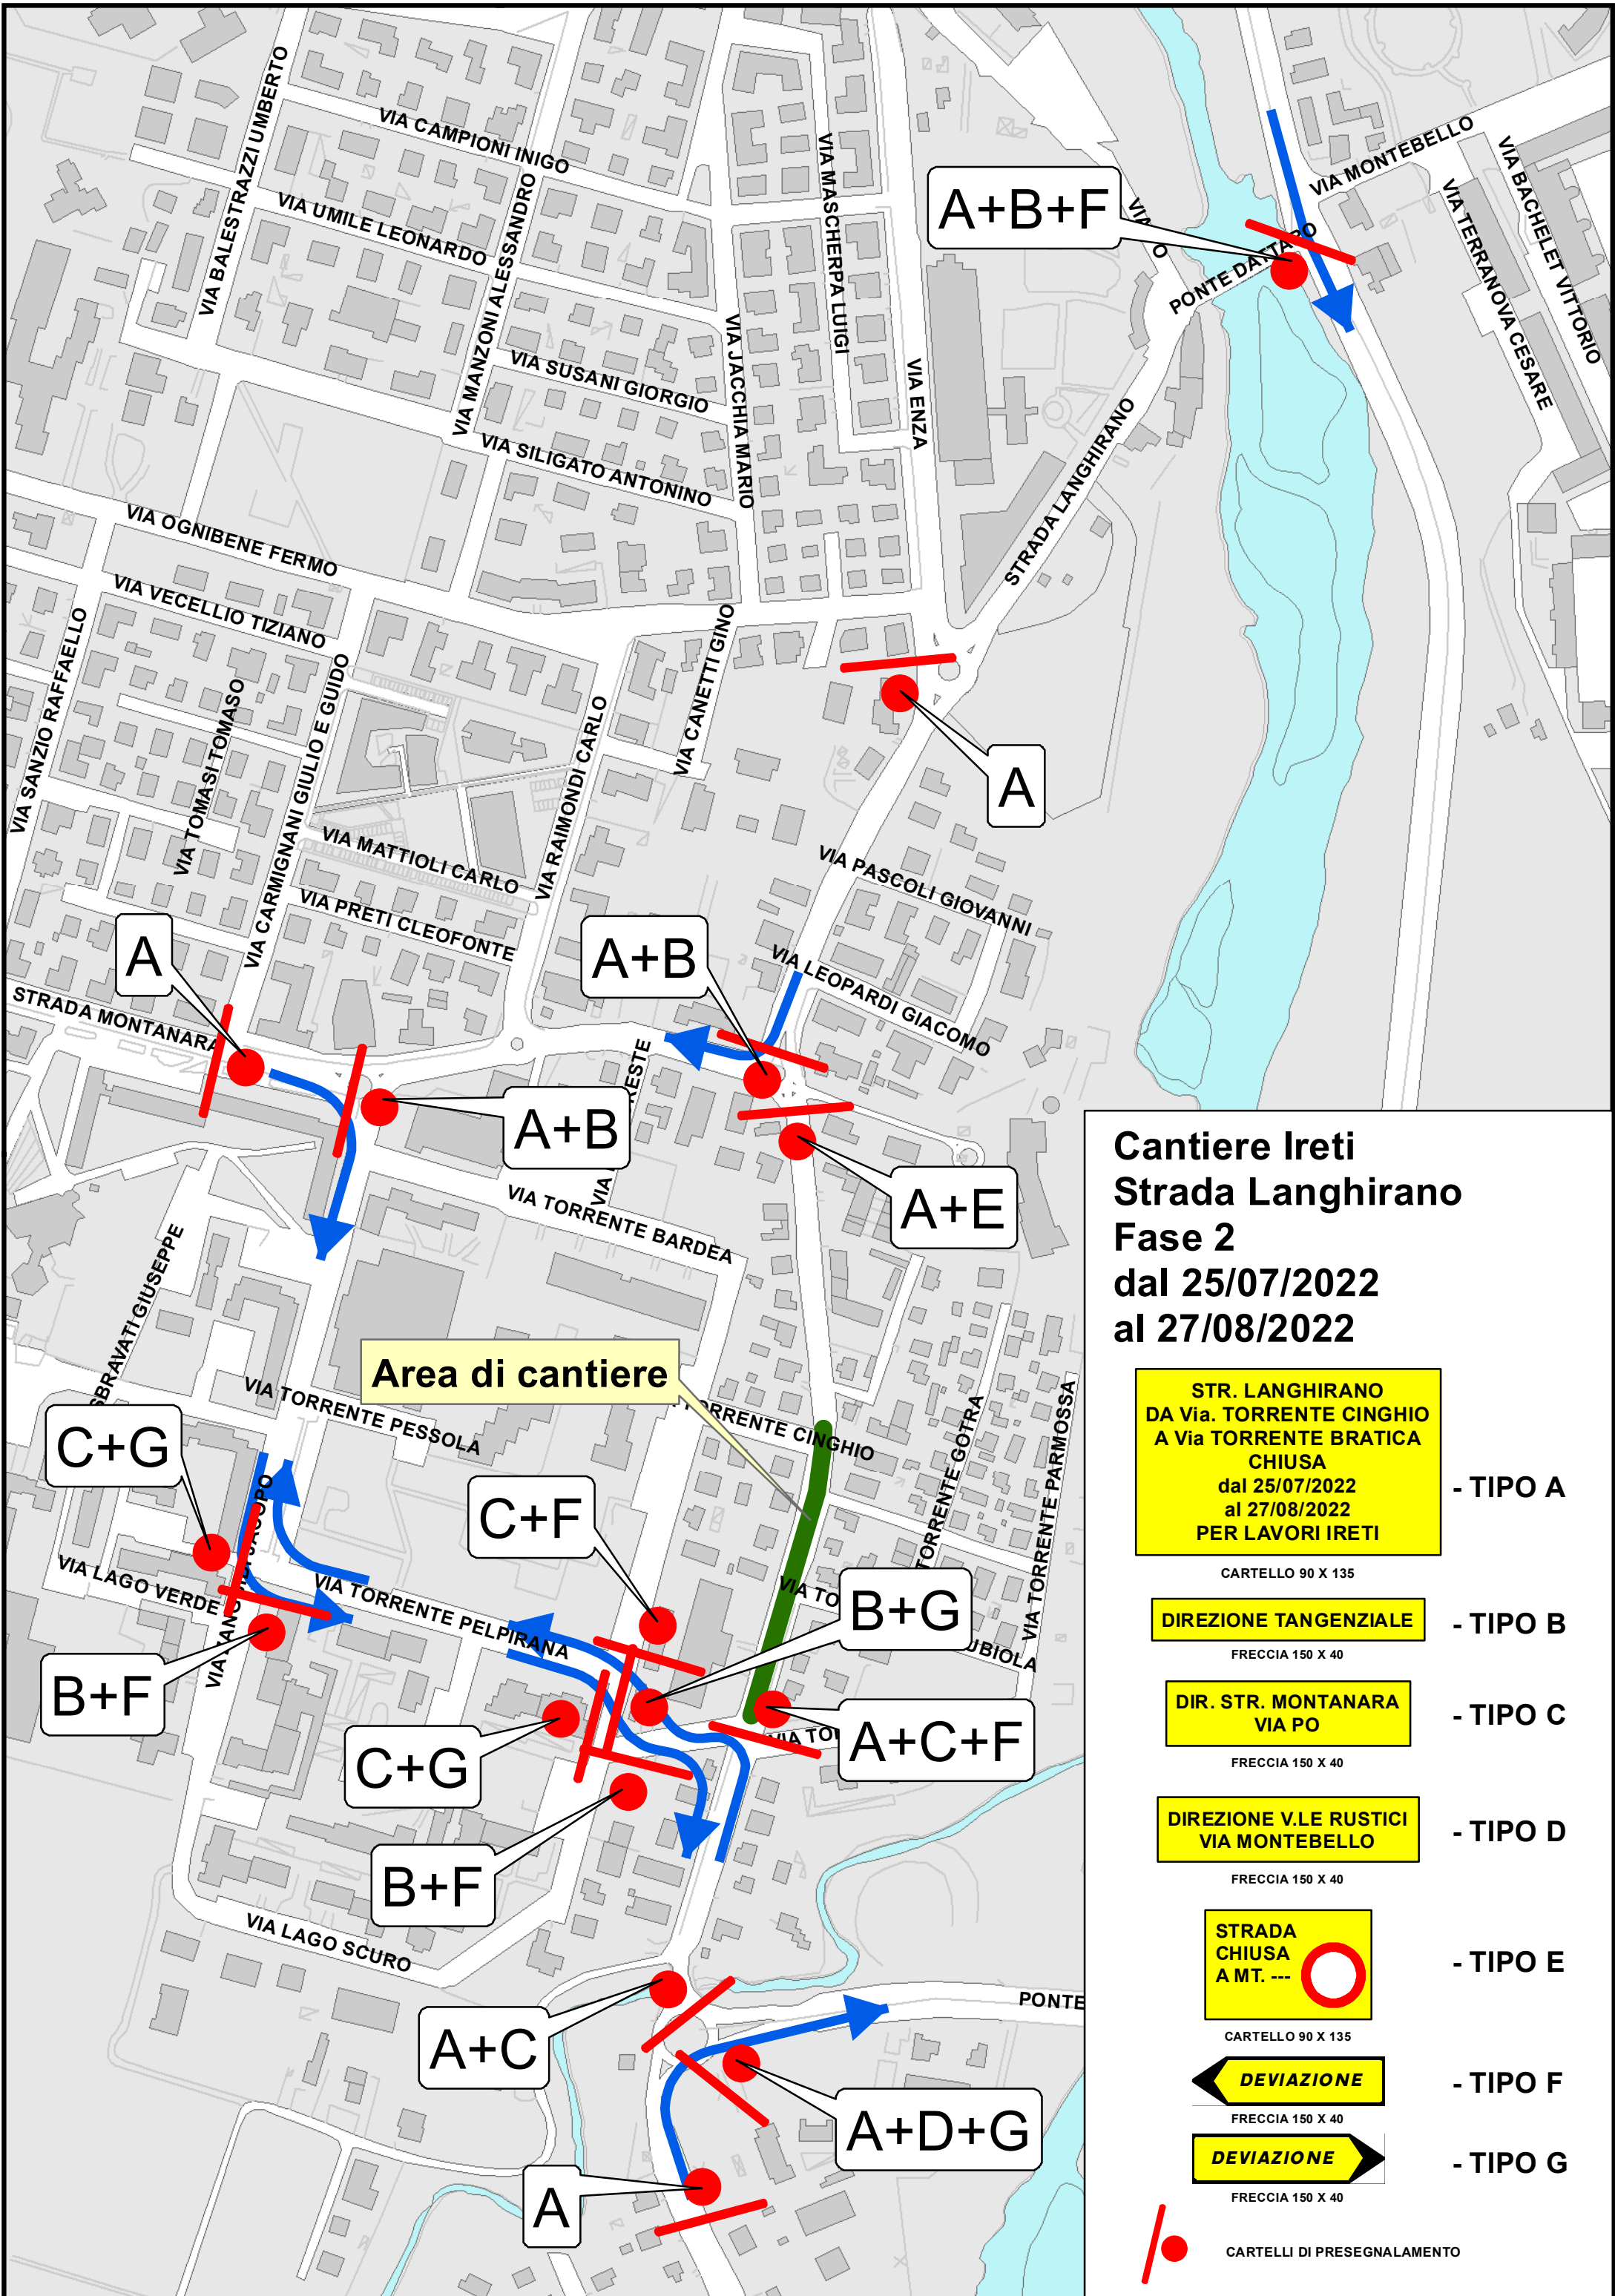 VIA BALESTRAZZI UMBERTO
VIA CAMPIONI INIGO
VIA UMILE LEONARDO
VIA MANZONI ALESSANDRO
VIA MASCHERPA LUIGI
A+B+F
VIA
O
PONTE DATTARO
VIA MONTEBELLO
VIA TERRANOVA CESARE
VIA BACHELET VITTORIO
VIA SUSANI GIORGIO
VIA JACCHIA MARIO
VIA ENZA
VIA SILIGATO ANTONINO
STRADA LANGHIRANO
VIA OGNIBENE FERMO
VIA VECELLIO TIZIANO
VIA SANZIO RAFFAELLO
VIA TOMASI TOMASO
VIA CARMIGNANI GIULIO E GUIDO
VIA CANETTI GINO
VIA RAIMONDI CARLO
A
VIA MATTIOLI CARLO
VIA PRETI CLEOFONTE
VIA PASCOLI GIOVANNI
VIA LEOPARDI GIACOMO
A
A+B
STRADA MONTANARA
A+B
VIA
RESTE
A+E
VIA TORRENTE BARDEA
SBRAVATI GIUSEPPE
Area di cantiere
VIA TORRENTE PESSOLA
TORRENTE CINGHIO
TORRENTE GOTRA
VIA TORRENTE PARMOSSA
C+G
C+F
VIA LAGO VERDE
VIA TORRENTE PELPIRANA
VIA TO
UBIOLA
B+G
B+F
C+G
VIA TO
A+C+F
B+F
VIA LAGO SCURO
A+C
PONTE
A+D+G
A
Cantiere Ireti
Strada Langhirano
Fase 2
dal 25/07/2022
al 27/08/2022
STR. LANGHIRANO
DA Via. TORRENTE CINGHIO
A Via TORRENTE BRATICA
CHIUSA
dal 25/07/2022
al 27/08/2022
PER LAVORI IRETI
- TIPO A
CARTELLO 90 X 135
DIREZIONE TANGENZIALE
- TIPO B
FRECCIA 150 X 40
DIR. STR. MONTANARA
VIA PO
- TIPO C
FRECCIA 150 X 40
DIREZIONE V.LE RUSTICI
VIA MONTEBELLO
- TIPO D
FRECCIA 150 X 40
STRADA
CHIUSA
A MT. ---
- TIPO E
CARTELLO 90 X 135
DEVIAZIONE
- TIPO F
FRECCIA 150 X 40
DEVIAZIONE
- TIPO G
FRECCIA 150 X 40
CARTELLI DI PRESEGNALAMENTO